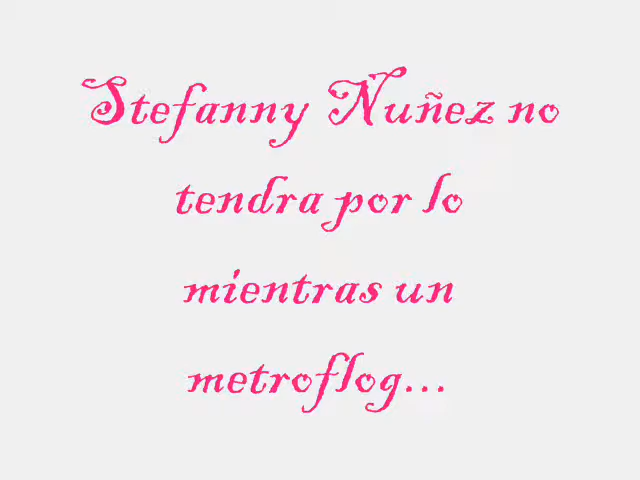 Stefanny Nuñez no
tendra por lo
mientras un
metroflog...